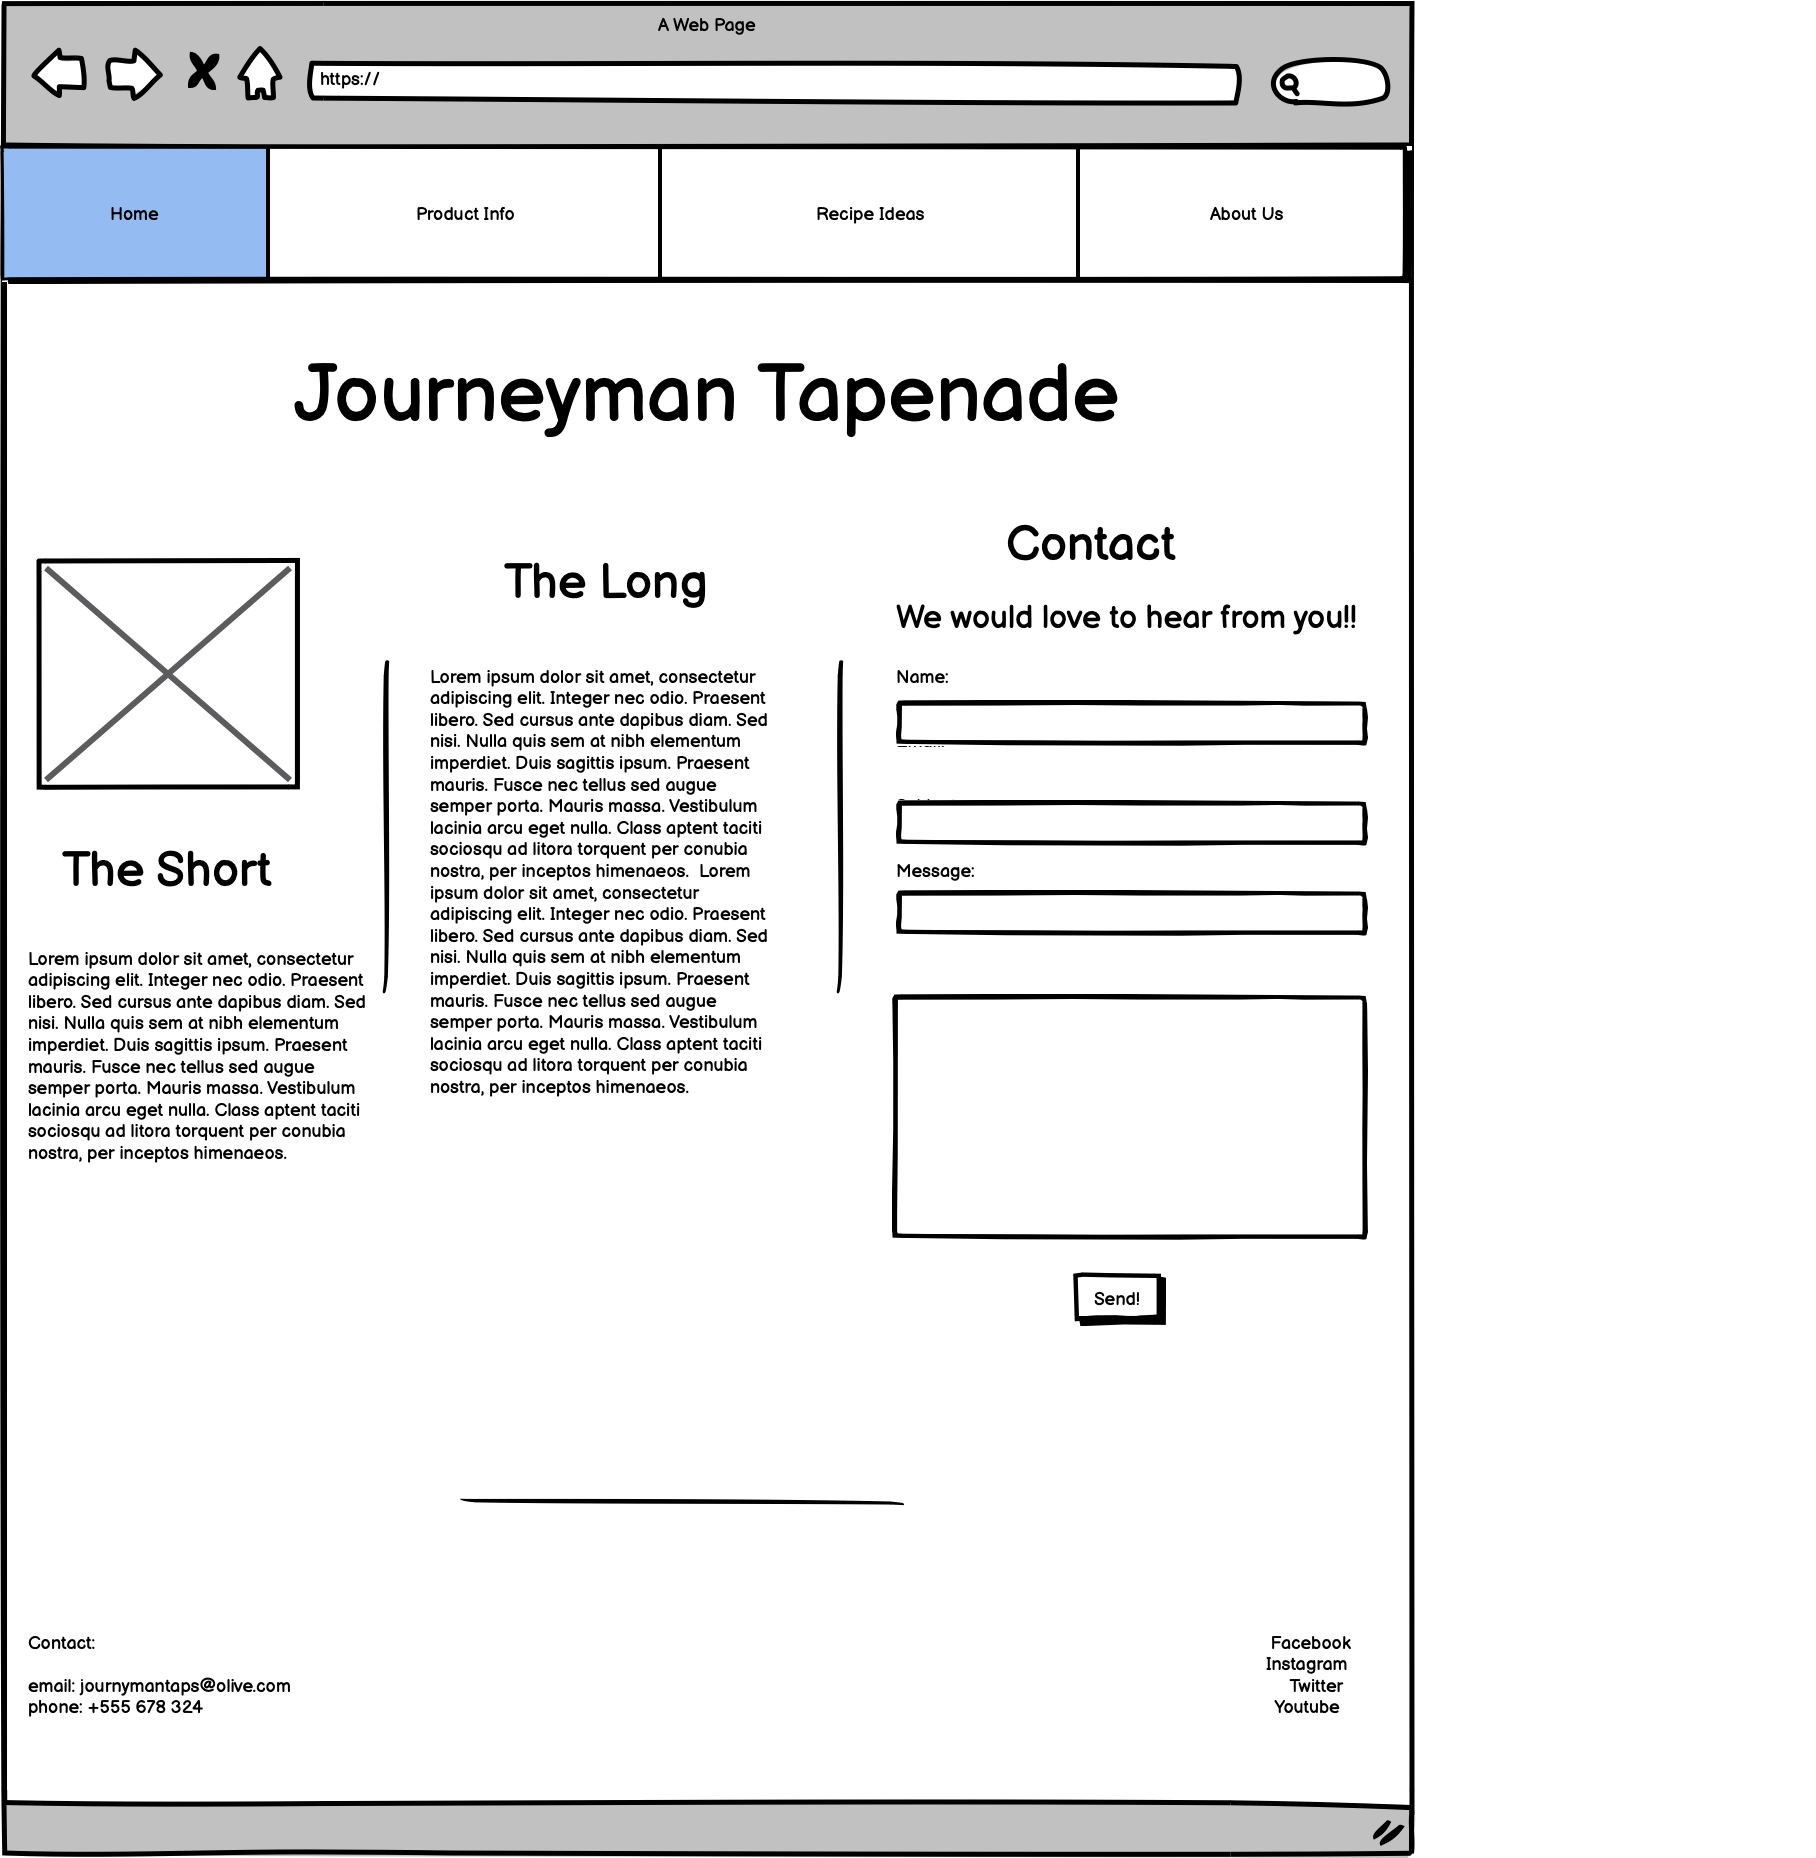 A Web Page
https://
Home
Product Info
Recipe Ideas
About Us
Journeyman Tapenade
The Short
Lorem ipsum dolor sit amet, consectetur
adipiscing elit. Integer nec odio. Praesent
libero. Sed cursus ante dapibus diam. Sed
nisi. Nulla quis sem at nibh elementum
imperdiet. Duis sagittis ipsum. Praesent
mauris. Fusce nec tellus sed augue
semper porta. Mauris massa. Vestibulum
lacinia arcu eget nulla. Class aptent taciti
sociosqu ad litora torquent per conubia
nostra, per inceptos himenaeos.
The Long
Lorem ipsum dolor sit amet, consectetur
adipiscing elit. Integer nec odio. Praesent
libero. Sed cursus ante dapibus diam. Sed
nisi. Nulla quis sem at nibh elementum
imperdiet. Duis sagittis ipsum. Praesent
mauris. Fusce nec tellus sed augue
semper porta. Mauris massa. Vestibulum
lacinia arcu eget nulla. Class aptent taciti
sociosqu ad litora torquent per conubia
nostra, per inceptos himenaeos.  Lorem
ipsum dolor sit amet, consectetur
adipiscing elit. Integer nec odio. Praesent
libero. Sed cursus ante dapibus diam. Sed
nisi. Nulla quis sem at nibh elementum
imperdiet. Duis sagittis ipsum. Praesent
mauris. Fusce nec tellus sed augue
semper porta. Mauris massa. Vestibulum
lacinia arcu eget nulla. Class aptent taciti
sociosqu ad litora torquent per conubia
nostra, per inceptos himenaeos.
Contact
We would love to hear from you!!
Name:
Message:
Send!
Contact:
email: journymantaps@olive.com
phone: +555 678 324
Facebook
Instagram
Twitter
Youtube